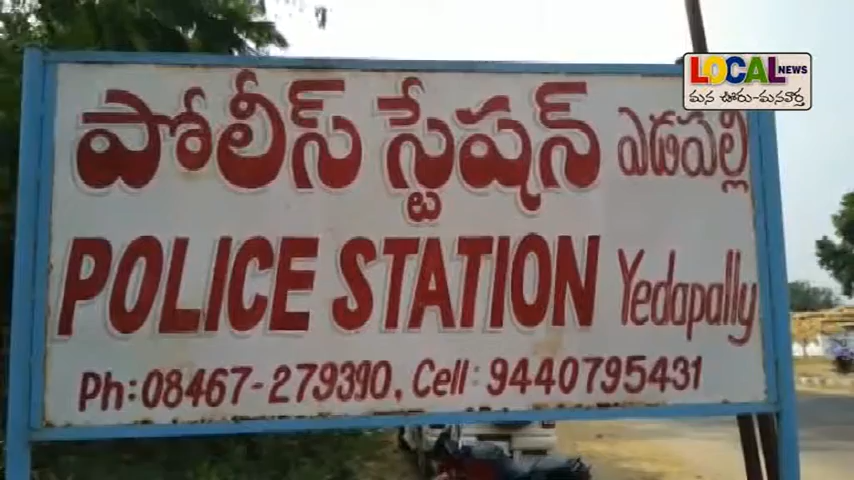 LOCAL NEWS
మన ఊరు-మనవార్త
పోలీస్ స్టేషన్ ఎడపల్లి
POLICE STATION Yedapally
Ph: 08467-279390, Cell: 9440795431